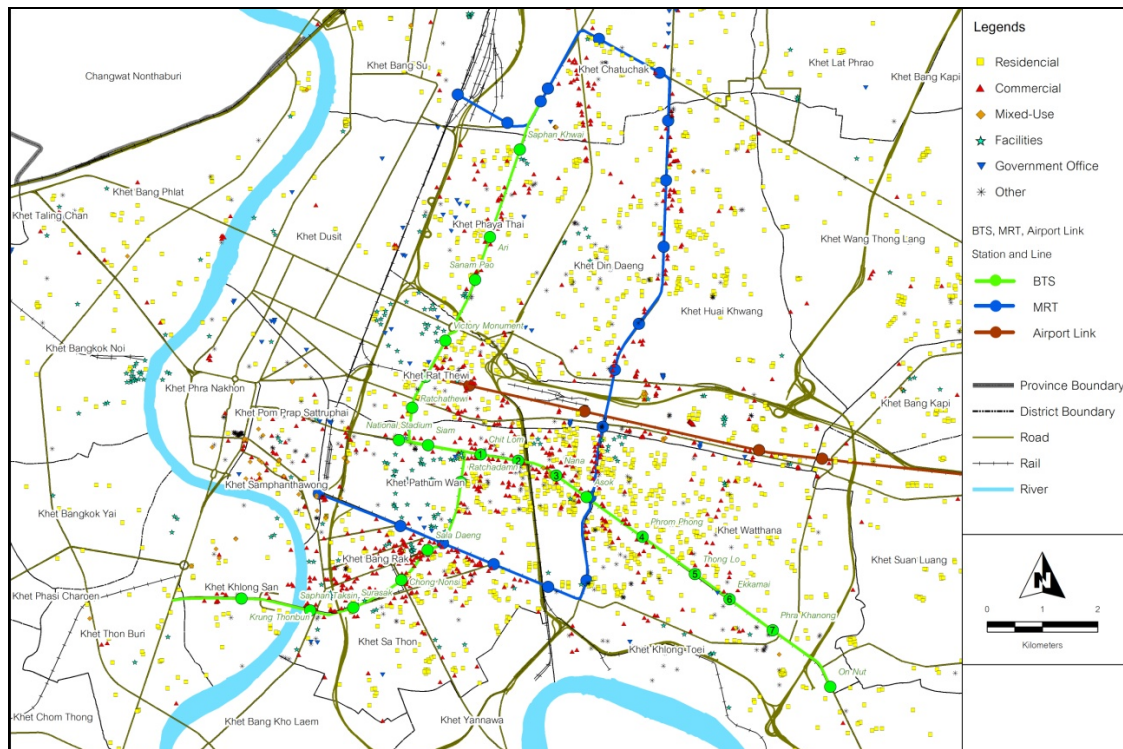 Changwat Nonthaburi
Khet Bang Su
Khet Chatuchak
Khet Lat Phrao
Khet Bang Kapi
Saphan Khwai
Khet Bang Phlat
Khet Taling Chan
Khet Dusit
Khet Phaya Thai
Ari
Sanam Pao
Khet Din Daeng
Khet Wang Thong Lang
Khet Huai Khwang
Victory Monument
Khet Bangkok Noi
Khet Phra Nakhon
Khet Rat Thewi
Ratchathewi
Khet Bang Kapi
Khet Pom Prap Sattruphai
National Stadium
Siam
Chit Lom
1
2
Ratchadamri
Nana
3
Khet Samphanthawong
Khet Pathum Wan
Asok
Khet Bangkok Yai
Phrom Phong
4
Khet Watthana
Sala Daeng
Khet Bang Rak
Thong Lo
5
Khet Suan Luang
Chong Nonsi
Ekkamai
6
Khet Phasi Charoen
Khet Khlong San
Saphan Taksin
Surasak
Krung Thonburi
Phra Khanong
7
Khet Thon Buri
Khet Sa Thon
Khet Khlong Toei
On Nut
Khet Chom Thong
Khet Bang Kho Laem
Khet Yannawa
Legends
Residencial
Commercial
Mixed-Use
Facilities
Government Office
Other
BTS, MRT, Airport Link
Station and Line
BTS
MRT
Airport Link
Province Boundary
District Boundary
Road
Rail
River
N
0 1 2
Kilometers